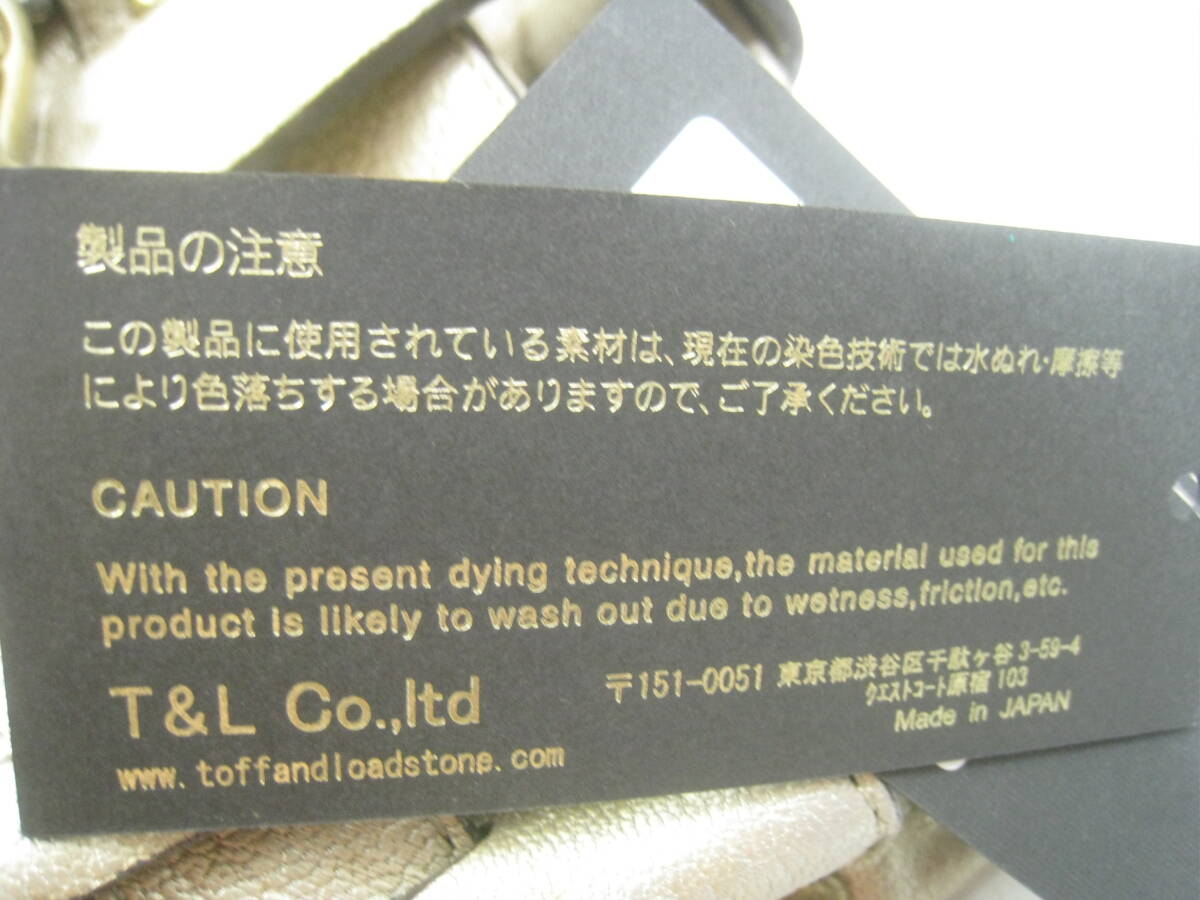 製品の注意
この製品に使用されている素材は、現在の染色技術では水ぬれ・摩擦等
により色落ちする場合がありますので、ご了承ください。
CAUTION
With the present dying technique,the material used for this
product is likely to wash out due to wetness,friction,etc.
T&L Co.,ltd
www.toffandloadstone.com
〒151-0051 東京都渋谷区千駄ヶ谷3-59-4
ｸｴｽﾄｺｰﾄ原宿103
Made in JAPAN